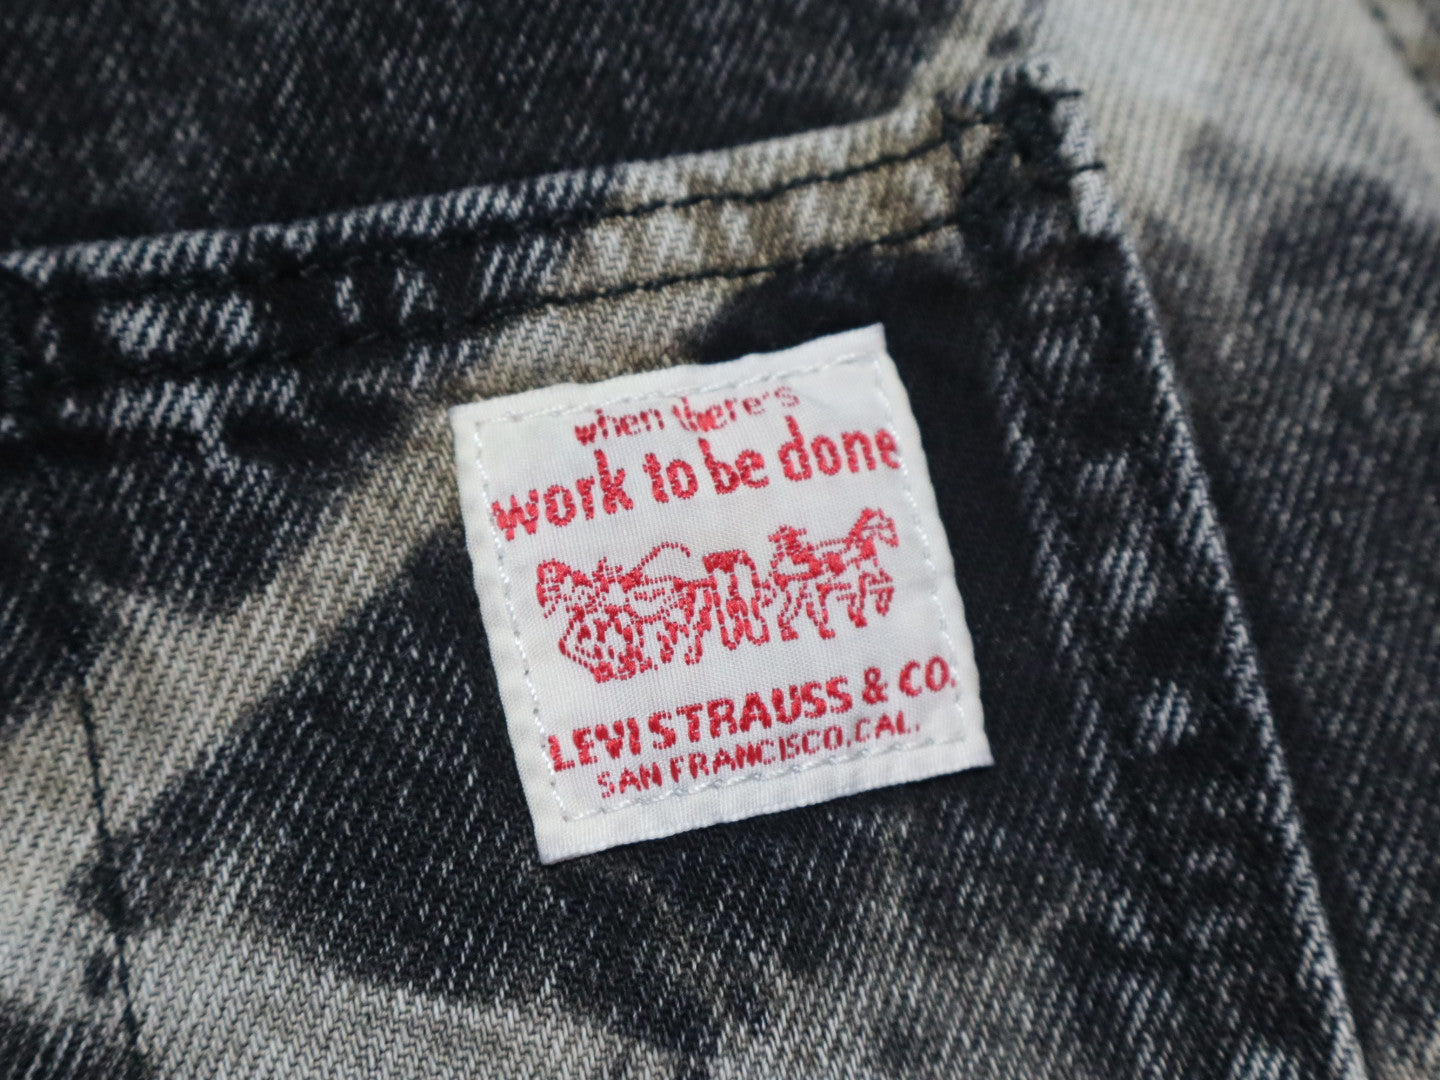 when there's
work to be done
LEVI STRAUSS & CO.
SAN FRANCISCO, CAL.